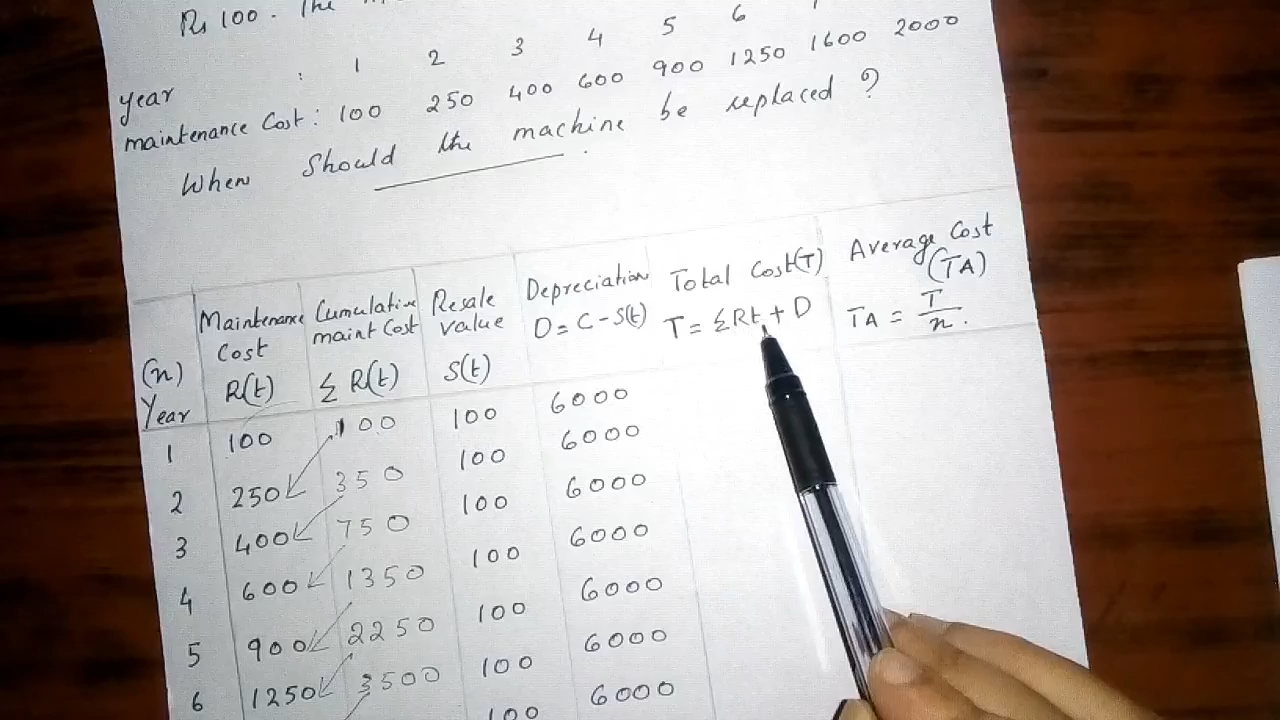 Rs 100. The
year : 1 2 3 4 5 6
maintenance Cost : 100 250 400 600 900 1250 1600 2000
When Should the machine be replaced ?
(n) Year
Maintenance Cost R(t)
Cumulative maint Cost Σ R(t)
Resale value S(t)
Depreciation D = C - S(t)
Total Cost(T) T = ΣRt + D
Average Cost (TA) TA = T/n.
1 100 100 100 6000
2 250 350 100 6000
3 400 750 100 6000
4 600 1350 100 6000
5 900 2250 100 6000
6 1250 3500 100 6000
100 6000